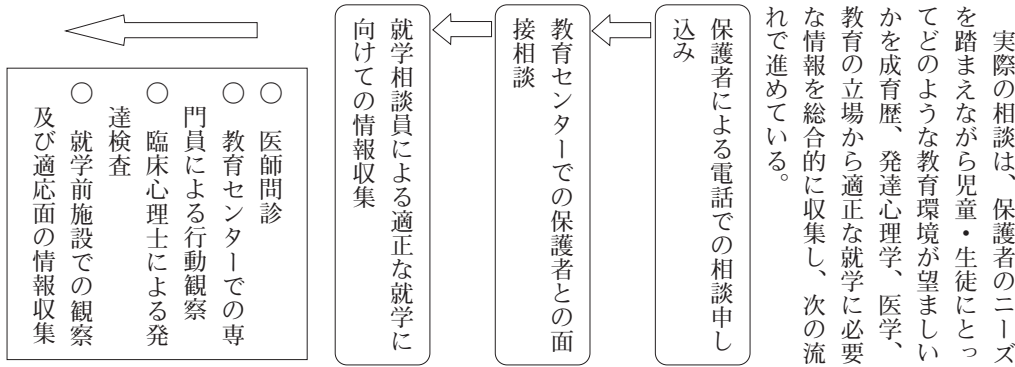 実際の相談は、保護者のニーズ
を踏まえながら児童・生徒にとっ
てどのような教育環境が望ましい
かを成育歴、発達心理学、医学、
教育の立場から適正な就学に必要
な情報を総合的に収集し、次の流
れで進めている。
保護者による電話での相談申し
込み
教育センターでの保護者との面
接相談
就学相談員による適正な就学に
向けての情報収集
○　医師問診
○　教育センターでの専
門員による行動観察
○　臨床心理士による発
達検査
○　就学前施設での観察
及び適応面の情報収集